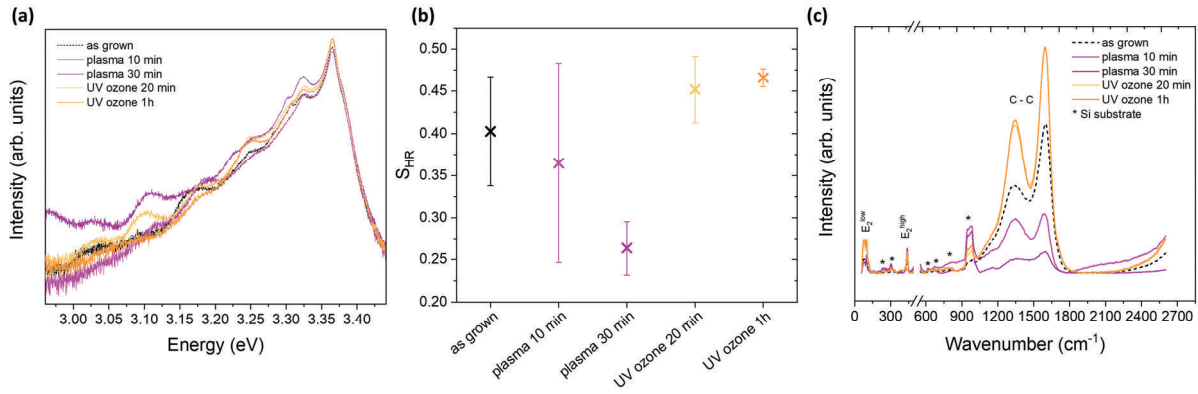 (a)
as grown
plasma 10 min
plasma 30 min
UV ozone 20 min
UV ozone 1h
Intensity (arb. units)
3.00 3.05 3.10 3.15 3.20 3.25 3.30 3.35 3.40
Energy (eV)
(b)
S_HR
0.50
0.45
0.40
0.35
0.30
0.25
0.20
as grown
plasma 10 min
plasma 30 min
UV ozone 20 min
UV ozone 1h
(c)
as grown
plasma 10 min
plasma 30 min
UV ozone 20 min
UV ozone 1h
* Si substrate
C - C
E₂^low
E₂^high
* * * * * * *
Intensity (arb. units)
0 150 300 450 600 900 1200 1500 1800 2100 2400 2700
Wavenumber (cm⁻¹)